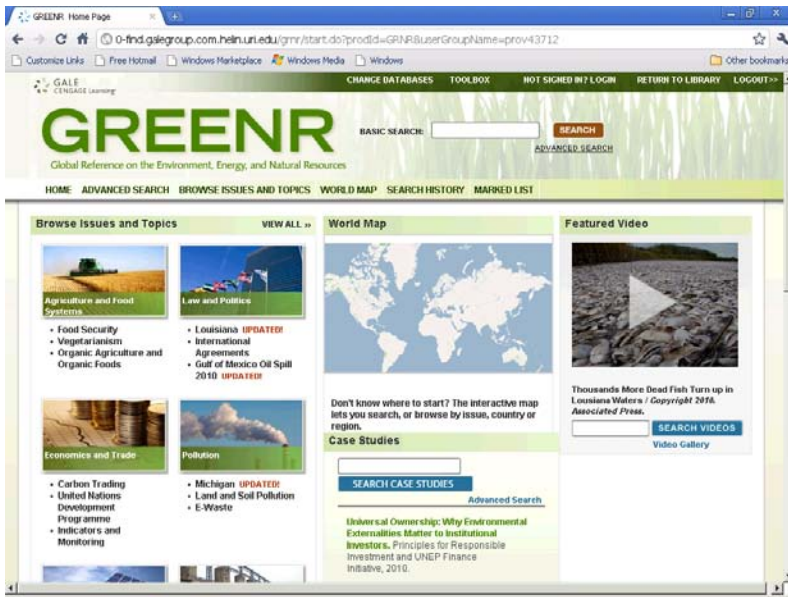 GREENR Home Page
0-find.galegroup.com.helin.uri.edu/grnr/start.do?prodId=GRNR&userGroupName=prov43712
Customize Links Free Hotmail Windows Marketplace Windows Media Windows Other bookmarks
GALE
CENGAGE Learning
CHANGE DATABASES TOOLBOX NOT SIGNED IN? LOGIN RETURN TO LIBRARY LOGOUT>>
GREENR
Global Reference on the Environment, Energy, and Natural Resources
BASIC SEARCH: SEARCH
ADVANCED SEARCH
HOME ADVANCED SEARCH BROWSE ISSUES AND TOPICS WORLD MAP SEARCH HISTORY MARKED LIST
Browse Issues and Topics VIEW ALL »
Agriculture and Food
Systems
• Food Security
• Vegetarianism
• Organic Agriculture and
Organic Foods
Law and Politics
• Louisiana UPDATED!
• International
Agreements
• Gulf of Mexico Oil Spill
2010 UPDATED!
Economics and Trade
• Carbon Trading
• United Nations
Development
Programme
• Indicators and
Monitoring
Pollution
• Michigan UPDATED!
• Land and Soil Pollution
• E-Waste
World Map
Don't know where to start? The interactive map
lets you search, or browse by issue, country or
region.
Case Studies
SEARCH CASE STUDIES
Advanced Search
Universal Ownership: Why Environmental
Externalities Matter to Institutional
Investors. Principles for Responsible
Investment and UNEP Finance
Initiative, 2010.
Featured Video
Thousands More Dead Fish Turn up in
Lousiana Waters / Copyright 2010.
Associated Press.
SEARCH VIDEOS
Video Gallery